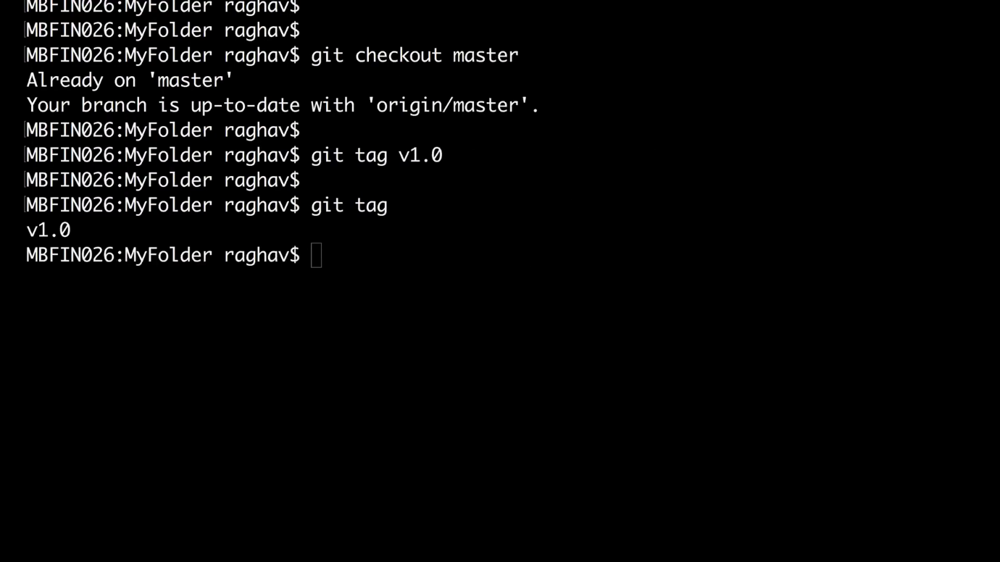 MBFIN026:MyFolder raghav$
MBFIN026:MyFolder raghav$
MBFIN026:MyFolder raghav$ git checkout master
Already on 'master'
Your branch is up-to-date with 'origin/master'.
MBFIN026:MyFolder raghav$
MBFIN026:MyFolder raghav$ git tag v1.0
MBFIN026:MyFolder raghav$
MBFIN026:MyFolder raghav$ git tag
v1.0
MBFIN026:MyFolder raghav$